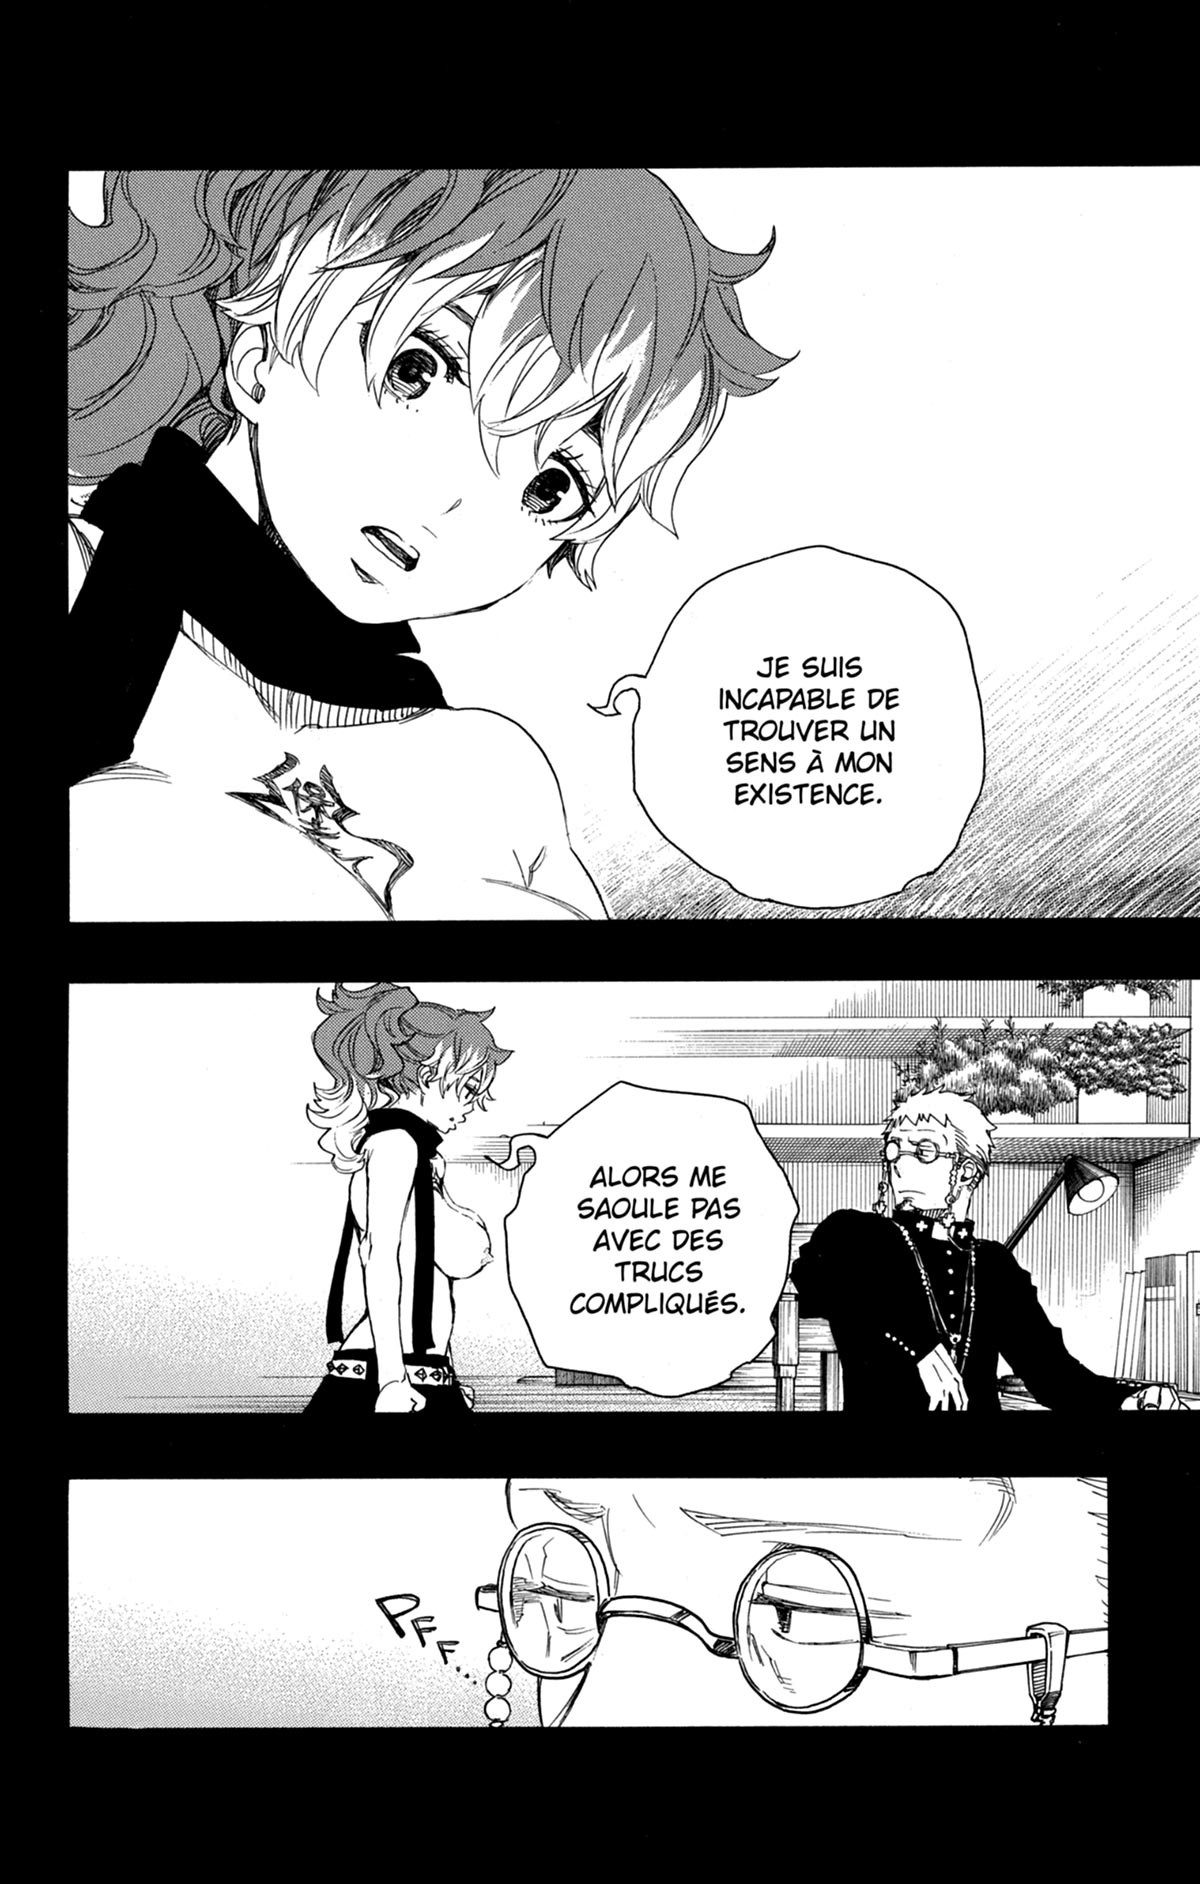 JE SUIS
INCAPABLE DE
TROUVER UN
SENS À MON
EXISTENCE.
ALORS ME
SAOULE PAS
AVEC DES
TRUCS
COMPLIQUÉS.
PFF...